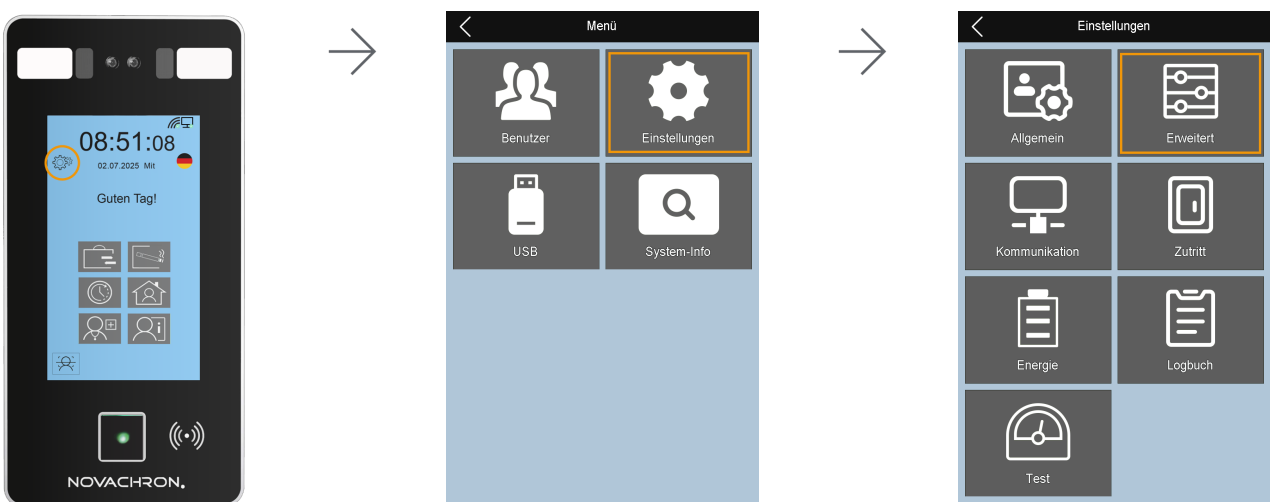 08:51:08
02.07.2025 Mit
Guten Tag!
NOVACHRON.
Menü
Benutzer
Einstellungen
USB
System-Info
Einstellungen
Allgemein
Erweitert
Kommunikation
Zutritt
Energie
Logbuch
Test